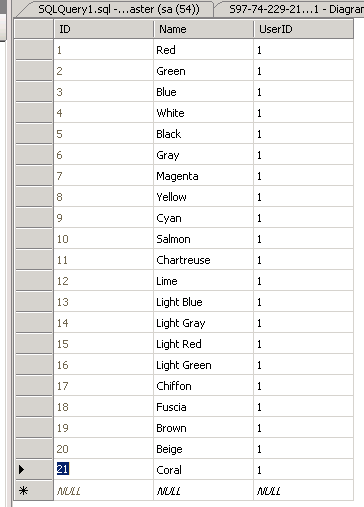 SQLQuery1.sql -...aster (sa (54)) S97-74-229-21...1 - Diagram
ID Name UserID
1 Red 1
2 Green 1
3 Blue 1
4 White 1
5 Black 1
6 Gray 1
7 Magenta 1
8 Yellow 1
9 Cyan 1
10 Salmon 1
11 Chartreuse 1
12 Lime 1
13 Light Blue 1
14 Light Gray 1
15 Light Red 1
16 Light Green 1
17 Chiffon 1
18 Fuscia 1
19 Brown 1
20 Beige 1
21 Coral 1
NULL NULL NULL